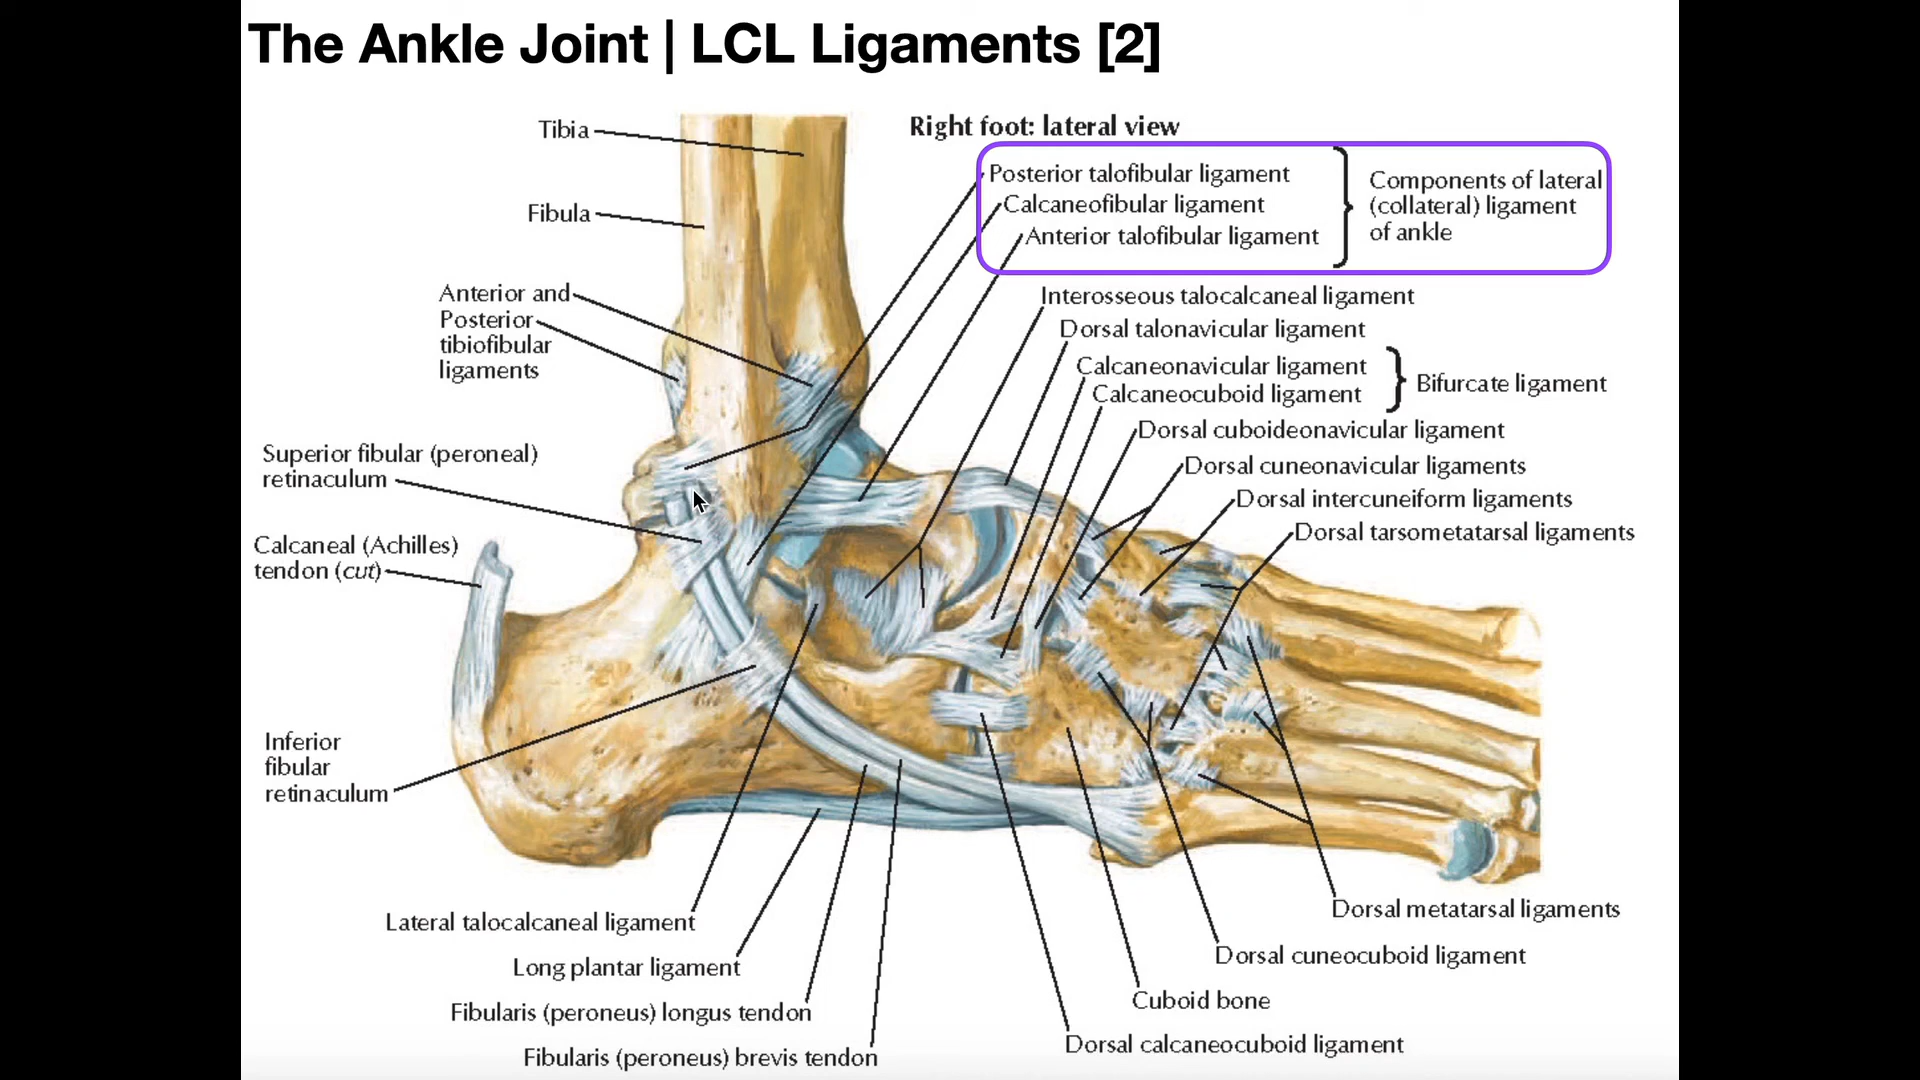 The Ankle Joint | LCL Ligaments [2]
Right foot: lateral view
Tibia
Fibula
Anterior and
Posterior
tibiofibular
ligaments
Superior fibular (peroneal)
retinaculum
Calcaneal (Achilles)
tendon (cut)
Inferior
fibular
retinaculum
Posterior talofibular ligament
Calcaneofibular ligament
Anterior talofibular ligament
Components of lateral
(collateral) ligament
of ankle
Interosseous talocalcaneal ligament
Dorsal talonavicular ligament
Calcaneonavicular ligament
Calcaneocuboid ligament
Bifurcate ligament
Dorsal cuboideonavicular ligament
Dorsal cuneonavicular ligaments
Dorsal intercuneiform ligaments
Dorsal tarsometatarsal ligaments
Lateral talocalcaneal ligament
Long plantar ligament
Fibularis (peroneus) longus tendon
Fibularis (peroneus) brevis tendon
Dorsal metatarsal ligaments
Dorsal cuneocuboid ligament
Cuboid bone
Dorsal calcaneocuboid ligament